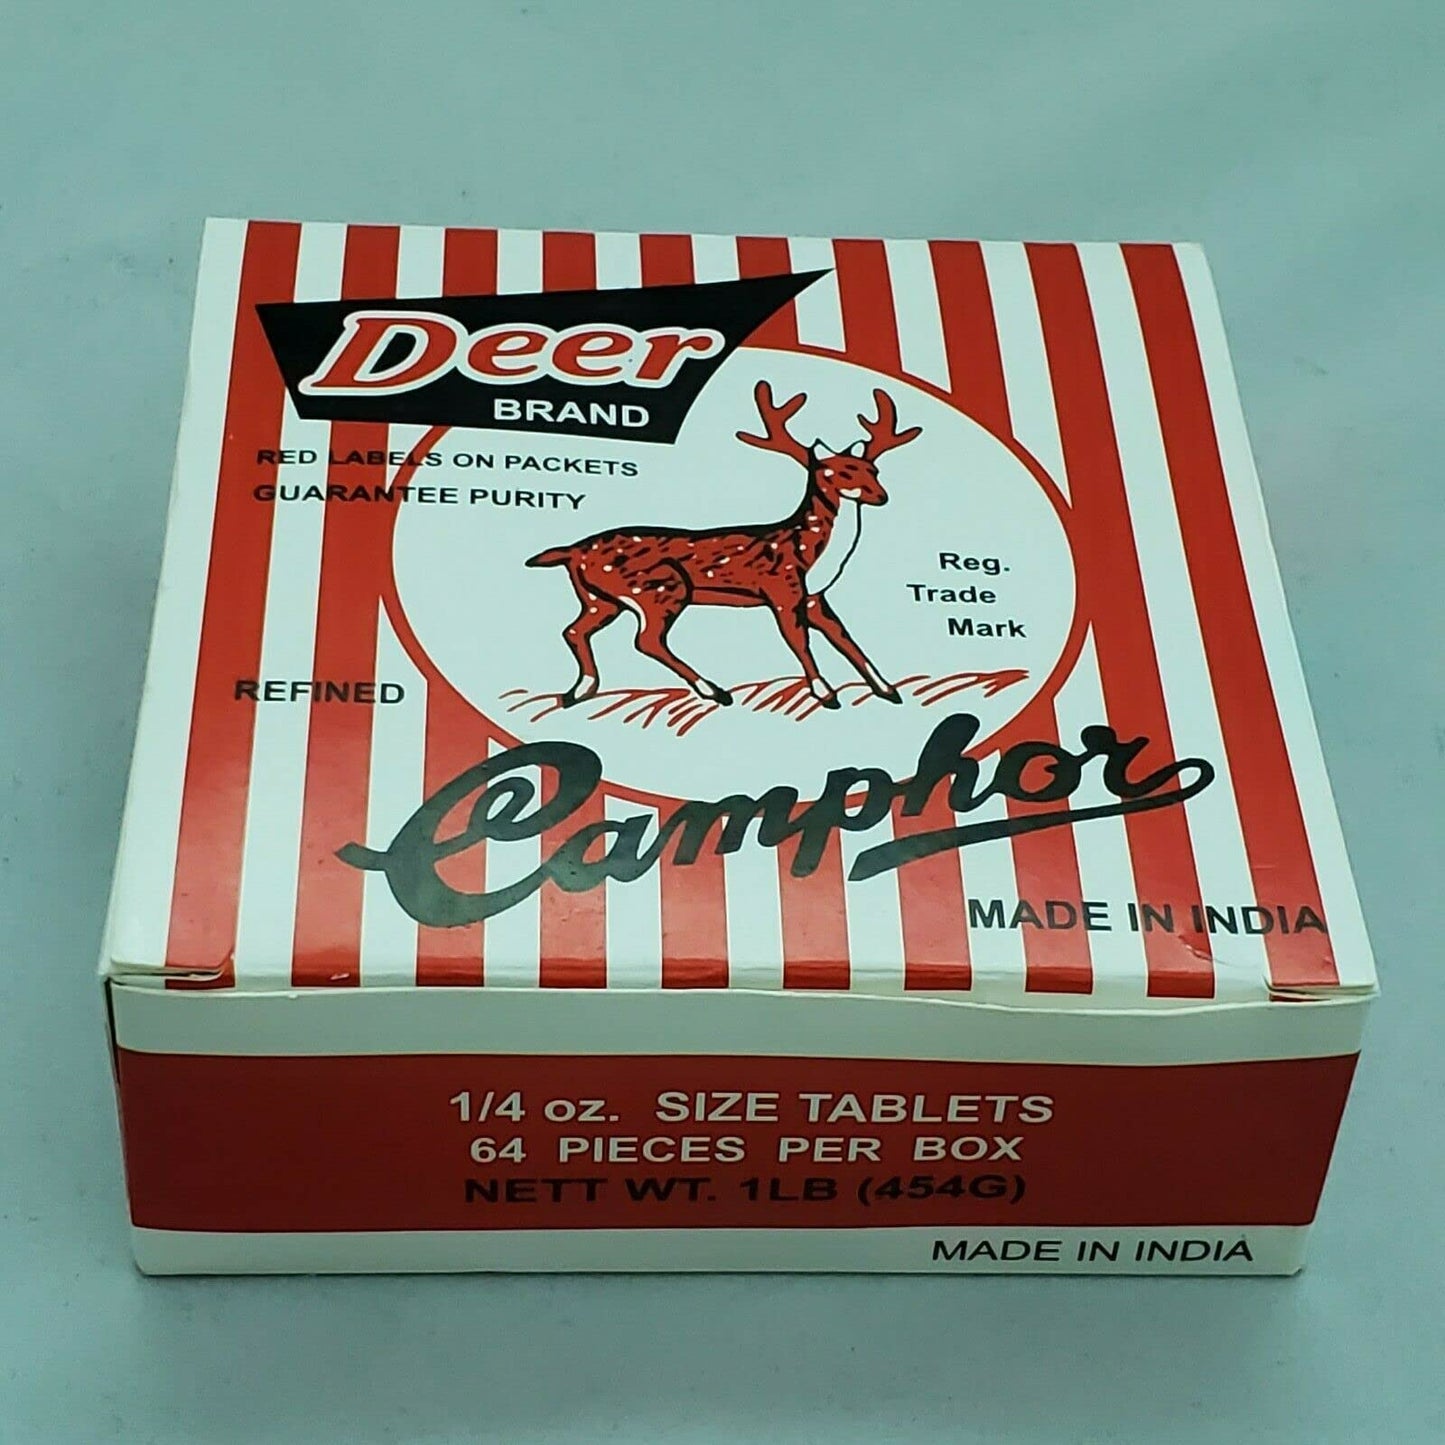 Deer
BRAND
RED LABELS ON PACKETS
GUARANTEE PURITY
Reg.
Trade
Mark
REFINED
Camphor
MADE IN INDIA
1/4 oz. SIZE TABLETS
64 PIECES PER BOX
NETT WT. 1LB (454G)
MADE IN INDIA